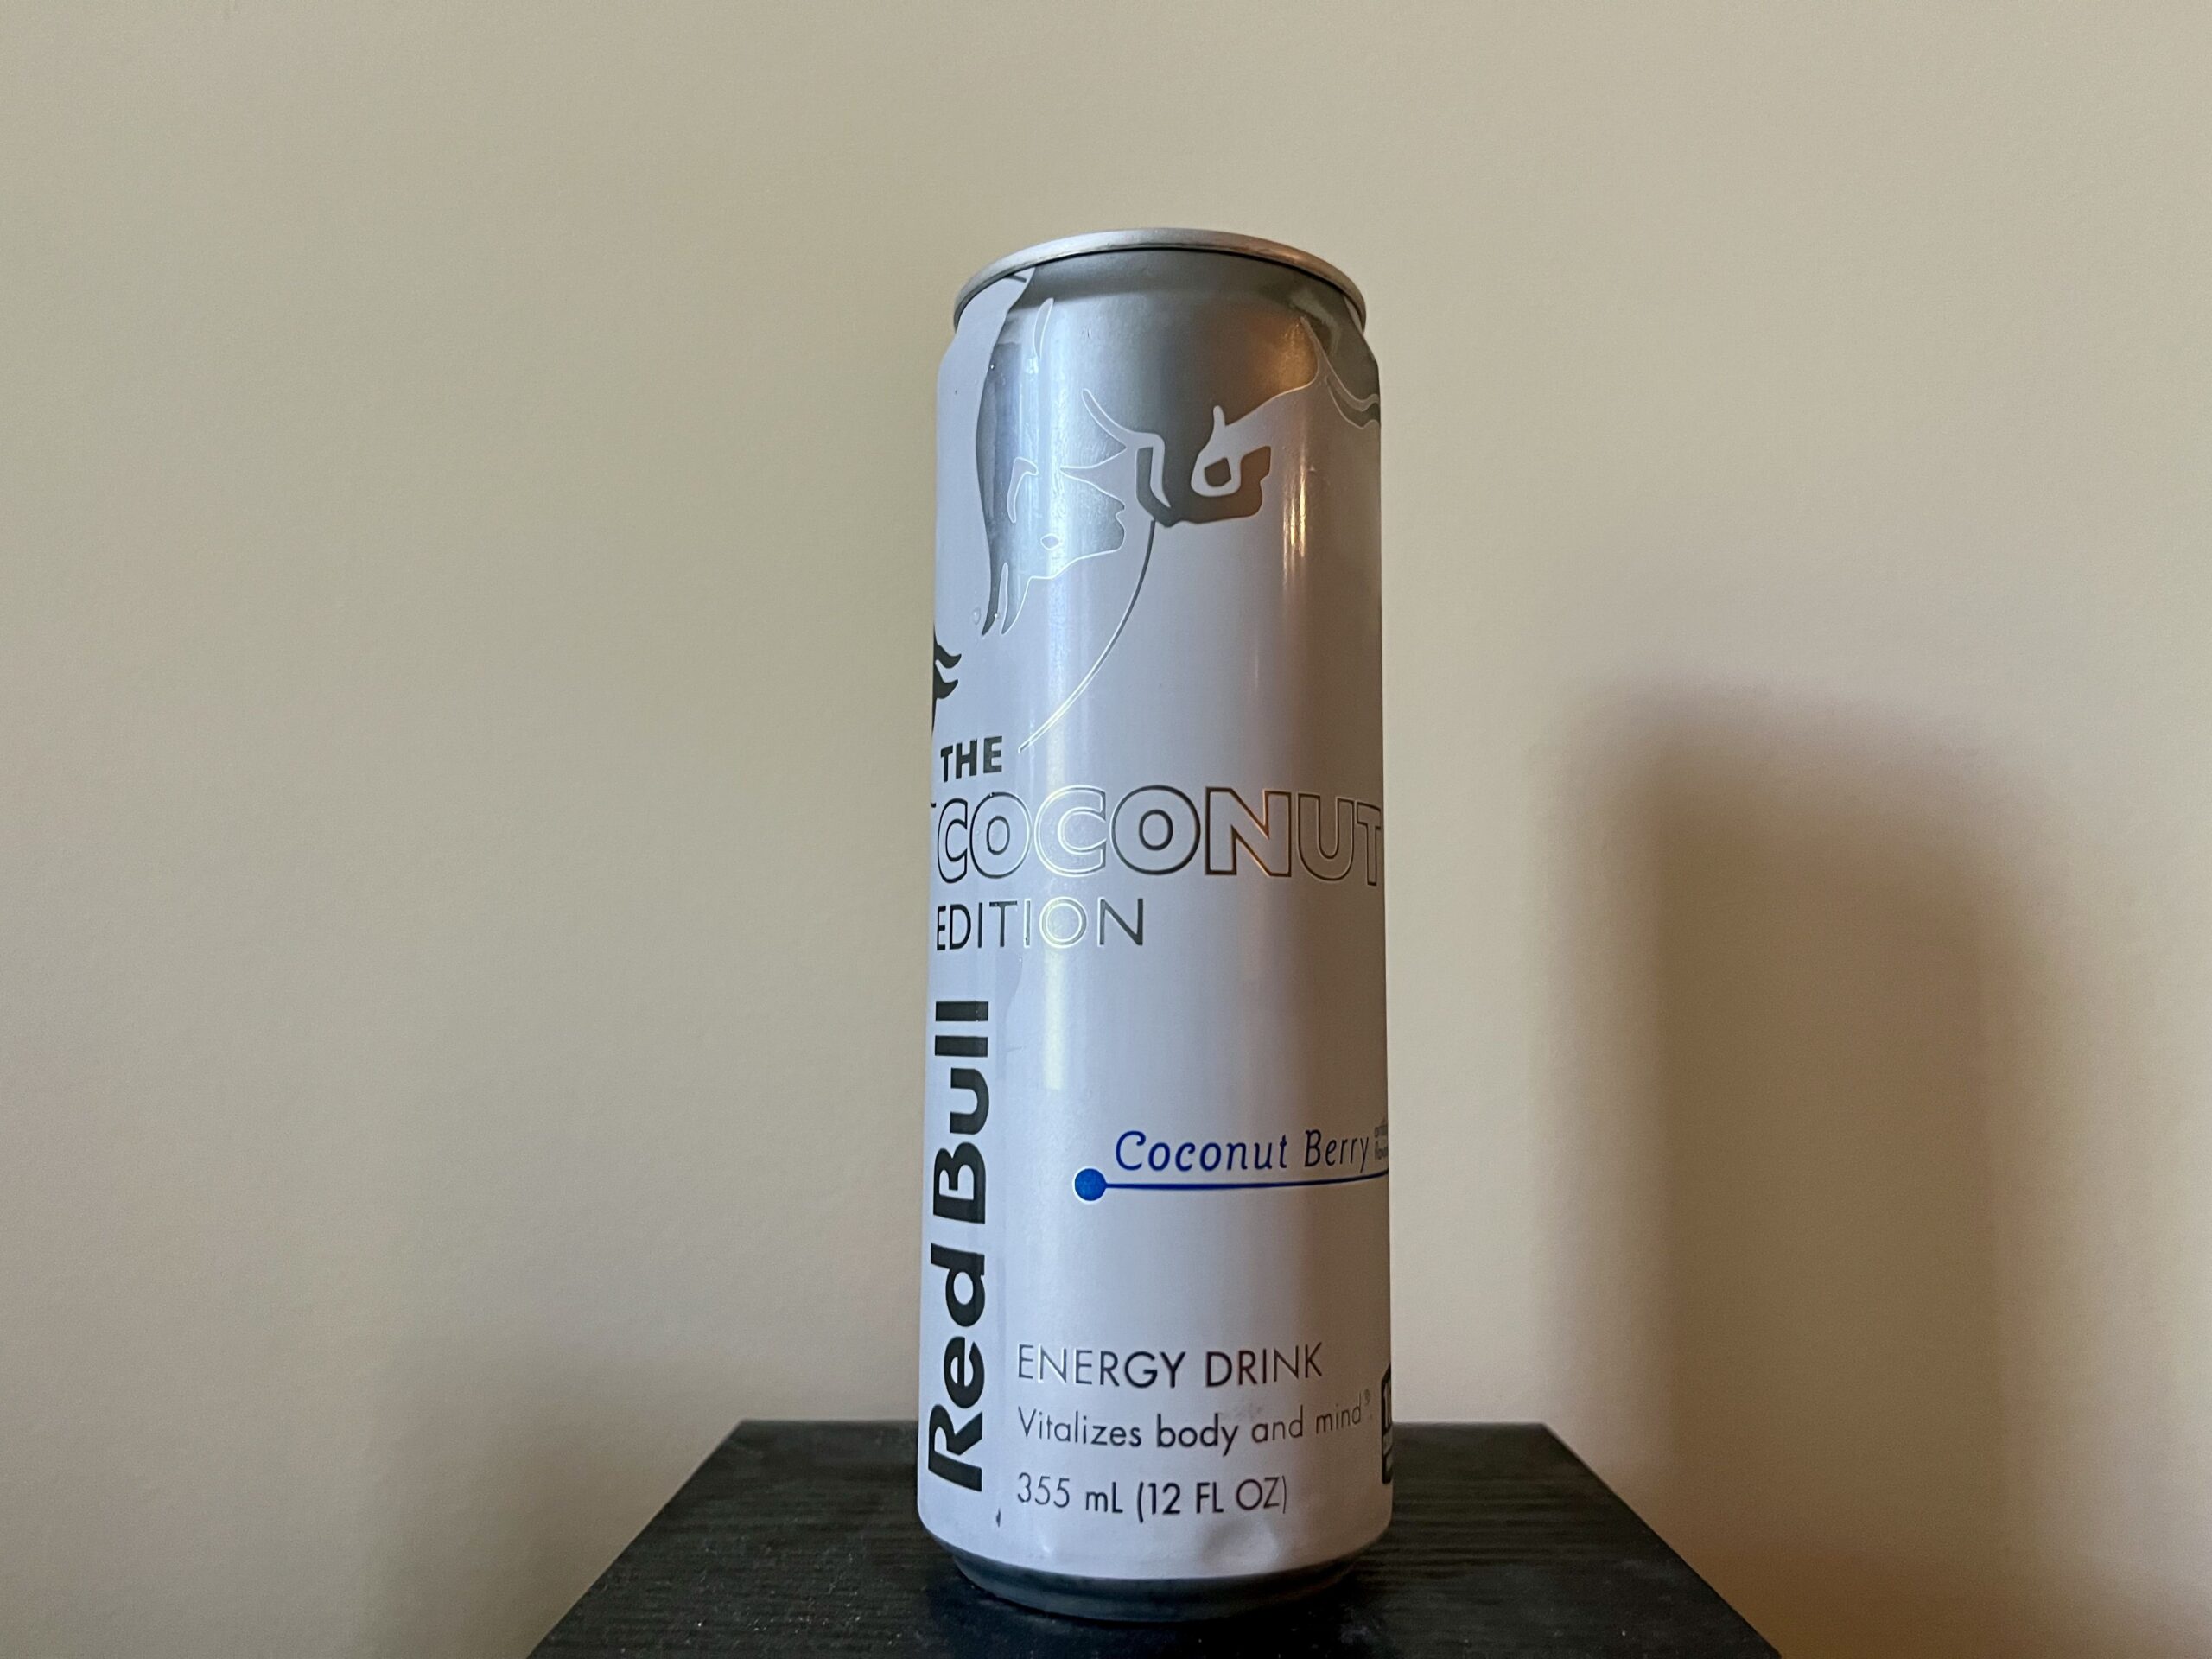 THE
COCONUT
EDITION
Red Bull
Coconut Berry
ENERGY DRINK
Vitalizes body and mind®
355 mL (12 FL OZ)